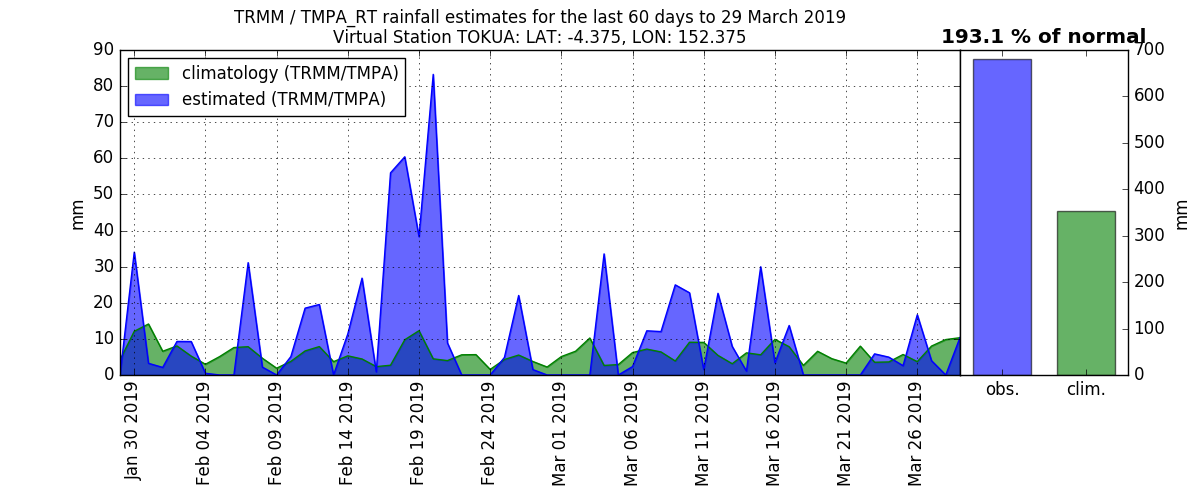 TRMM / TMPA_RT rainfall estimates for the last 60 days to 29 March 2019
Virtual Station TOKUA: LAT: -4.375, LON: 152.375
193.1 % of normal
climatology (TRMM/TMPA)
estimated (TRMM/TMPA)
mm
90
80
70
60
50
40
30
20
10
0
Jan 30 2019
Feb 04 2019
Feb 09 2019
Feb 14 2019
Feb 19 2019
Feb 24 2019
Mar 01 2019
Mar 06 2019
Mar 11 2019
Mar 16 2019
Mar 21 2019
Mar 26 2019
700
600
500
400
300
200
100
0
mm
obs.
clim.